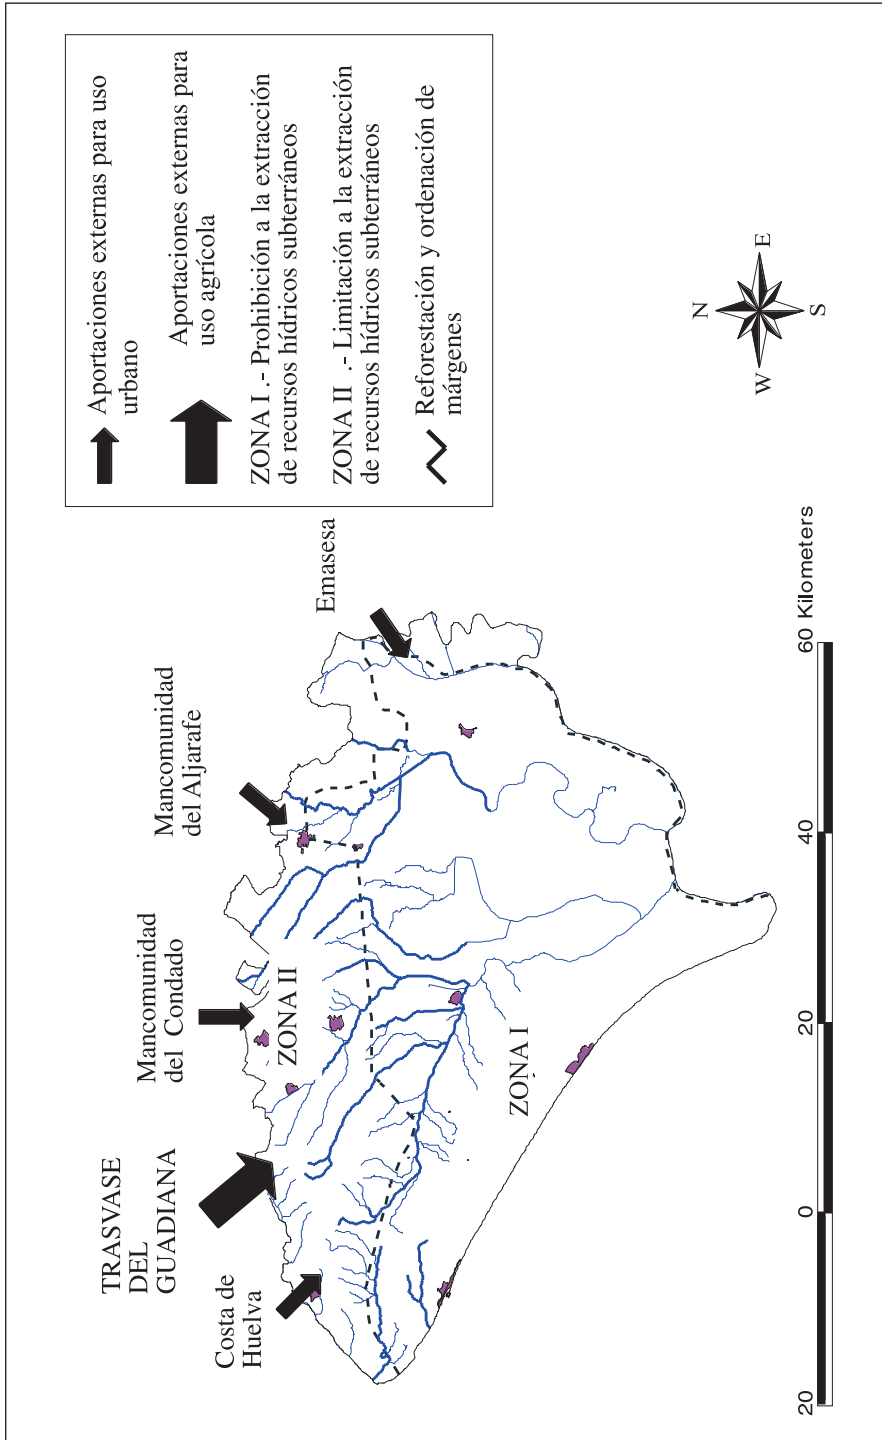 Aportaciones externas para uso
urbano
Aportaciones externas para
uso agrícola
ZONA I .- Prohibición a la extracción
de recursos hídricos subterráneos
ZONA II .- Limitación a la extracción
de recursos hídricos subterráneos
Reforestación y ordenación de
márgenes
TRASVASE
DEL
GUADIANA
Costa de
Huelva
Mancomunidad
del Condado
Mancomunidad
del Aljarafe
Emasesa
ZONA II
ZONA I
N
W
E
S
20
0
20
40
60 Kilometers